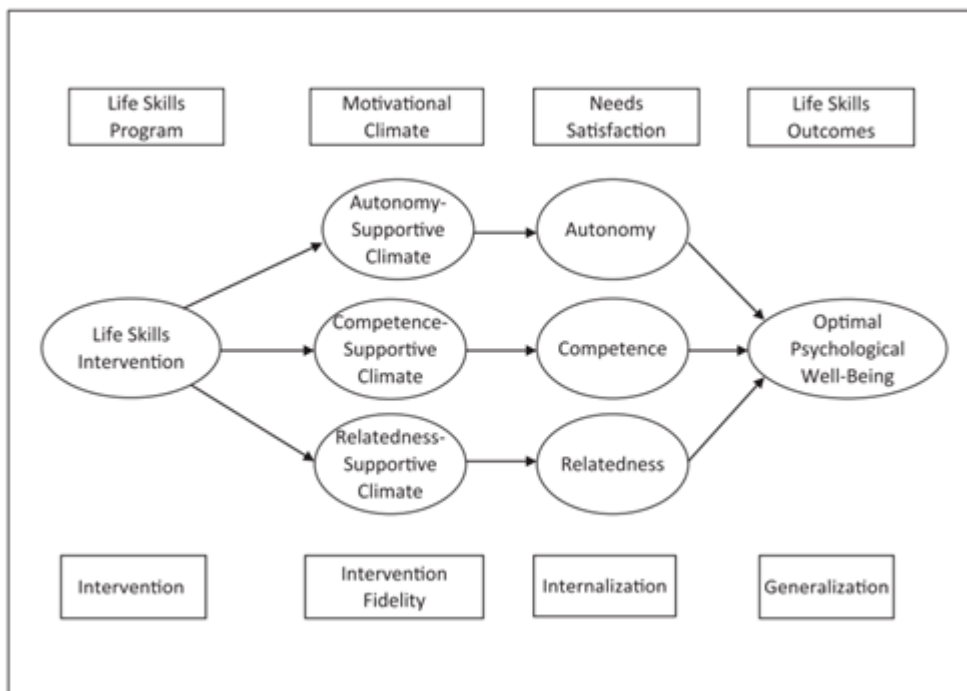 Life Skills
Program
Motivational
Climate
Needs
Satisfaction
Life Skills
Outcomes
Autonomy-
Supportive
Climate
Autonomy
Life Skills
Intervention
Competence-
Supportive
Climate
Competence
Optimal
Psychological
Well-Being
Relatedness-
Supportive
Climate
Relatedness
Intervention
Intervention
Fidelity
Internalization
Generalization